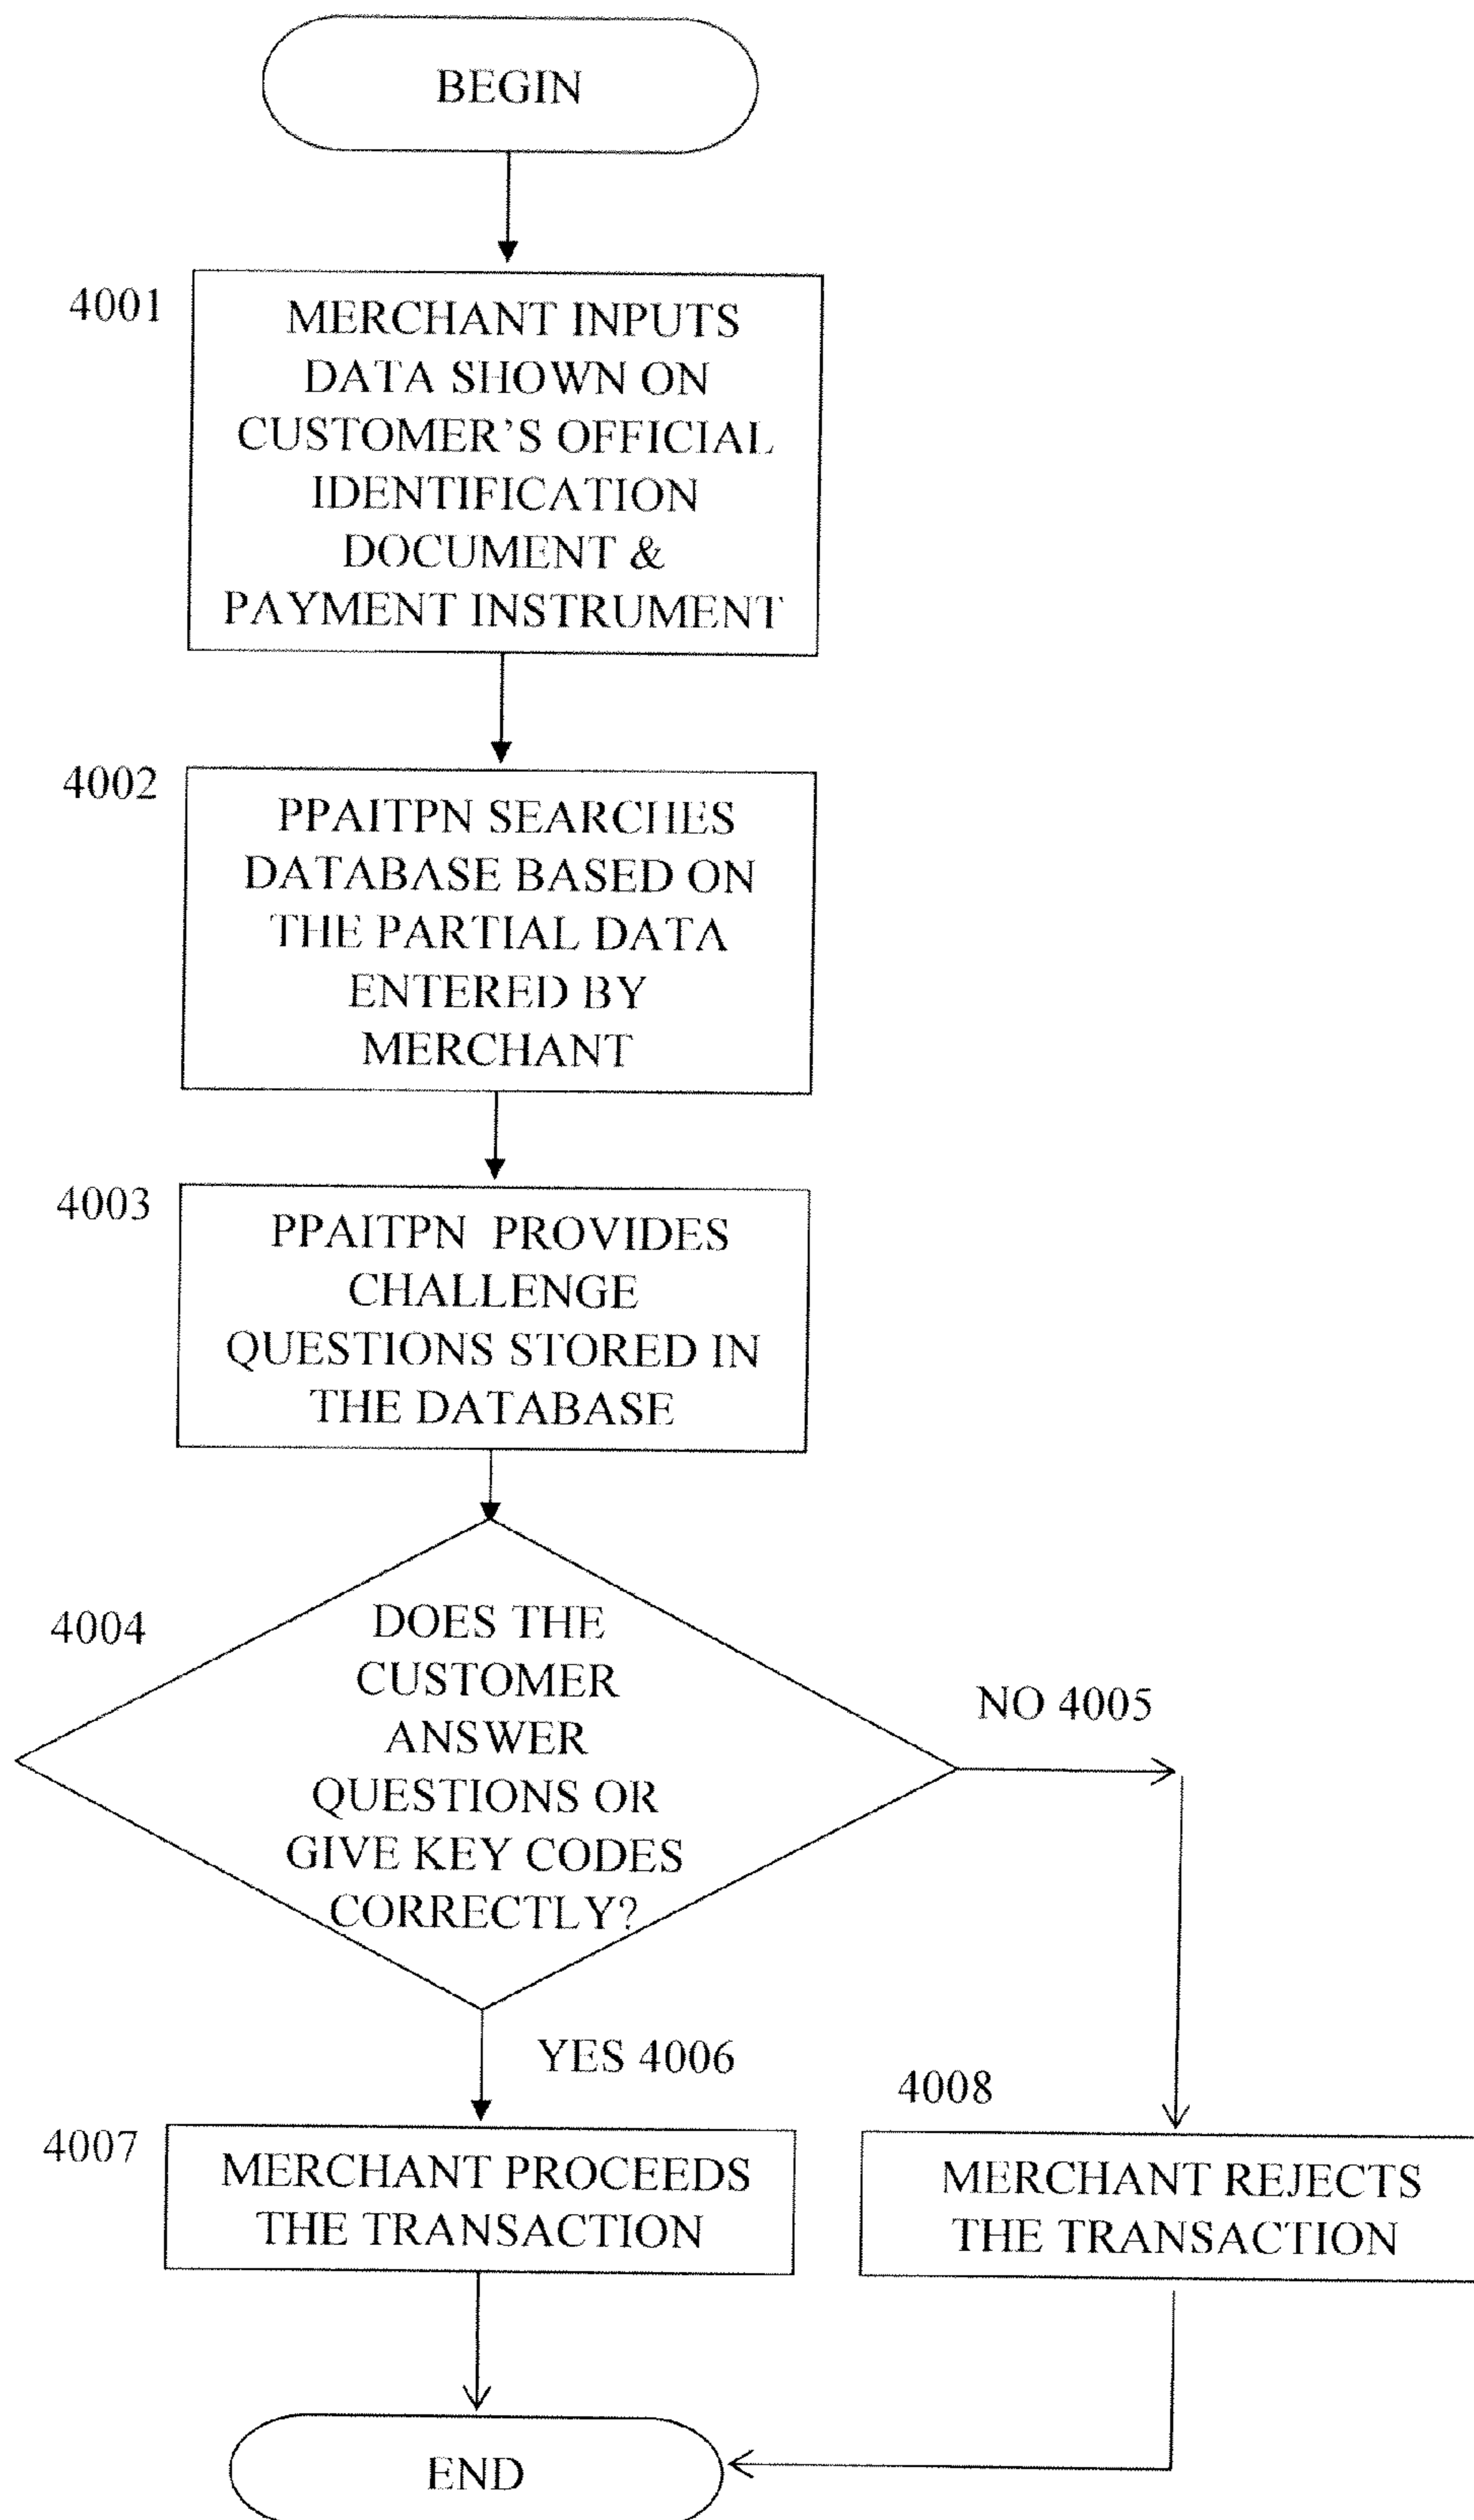 BEGIN
4001
MERCHANT INPUTS
DATA SHOWN ON
CUSTOMER'S OFFICIAL
IDENTIFICATION
DOCUMENT &
PAYMENT INSTRUMENT
4002
PPAITPN SEARCHES
DATABASE BASED ON
THE PARTIAL DATA
ENTERED BY
MERCHANT
4003
PPAITPN PROVIDES
CHALLENGE
QUESTIONS STORED IN
THE DATABASE
4004
DOES THE
CUSTOMER
ANSWER
QUESTIONS OR
GIVE KEY CODES
CORRECTLY?
NO 4005
YES 4006
4007
MERCHANT PROCEEDS
THE TRANSACTION
4008
MERCHANT REJECTS
THE TRANSACTION
END